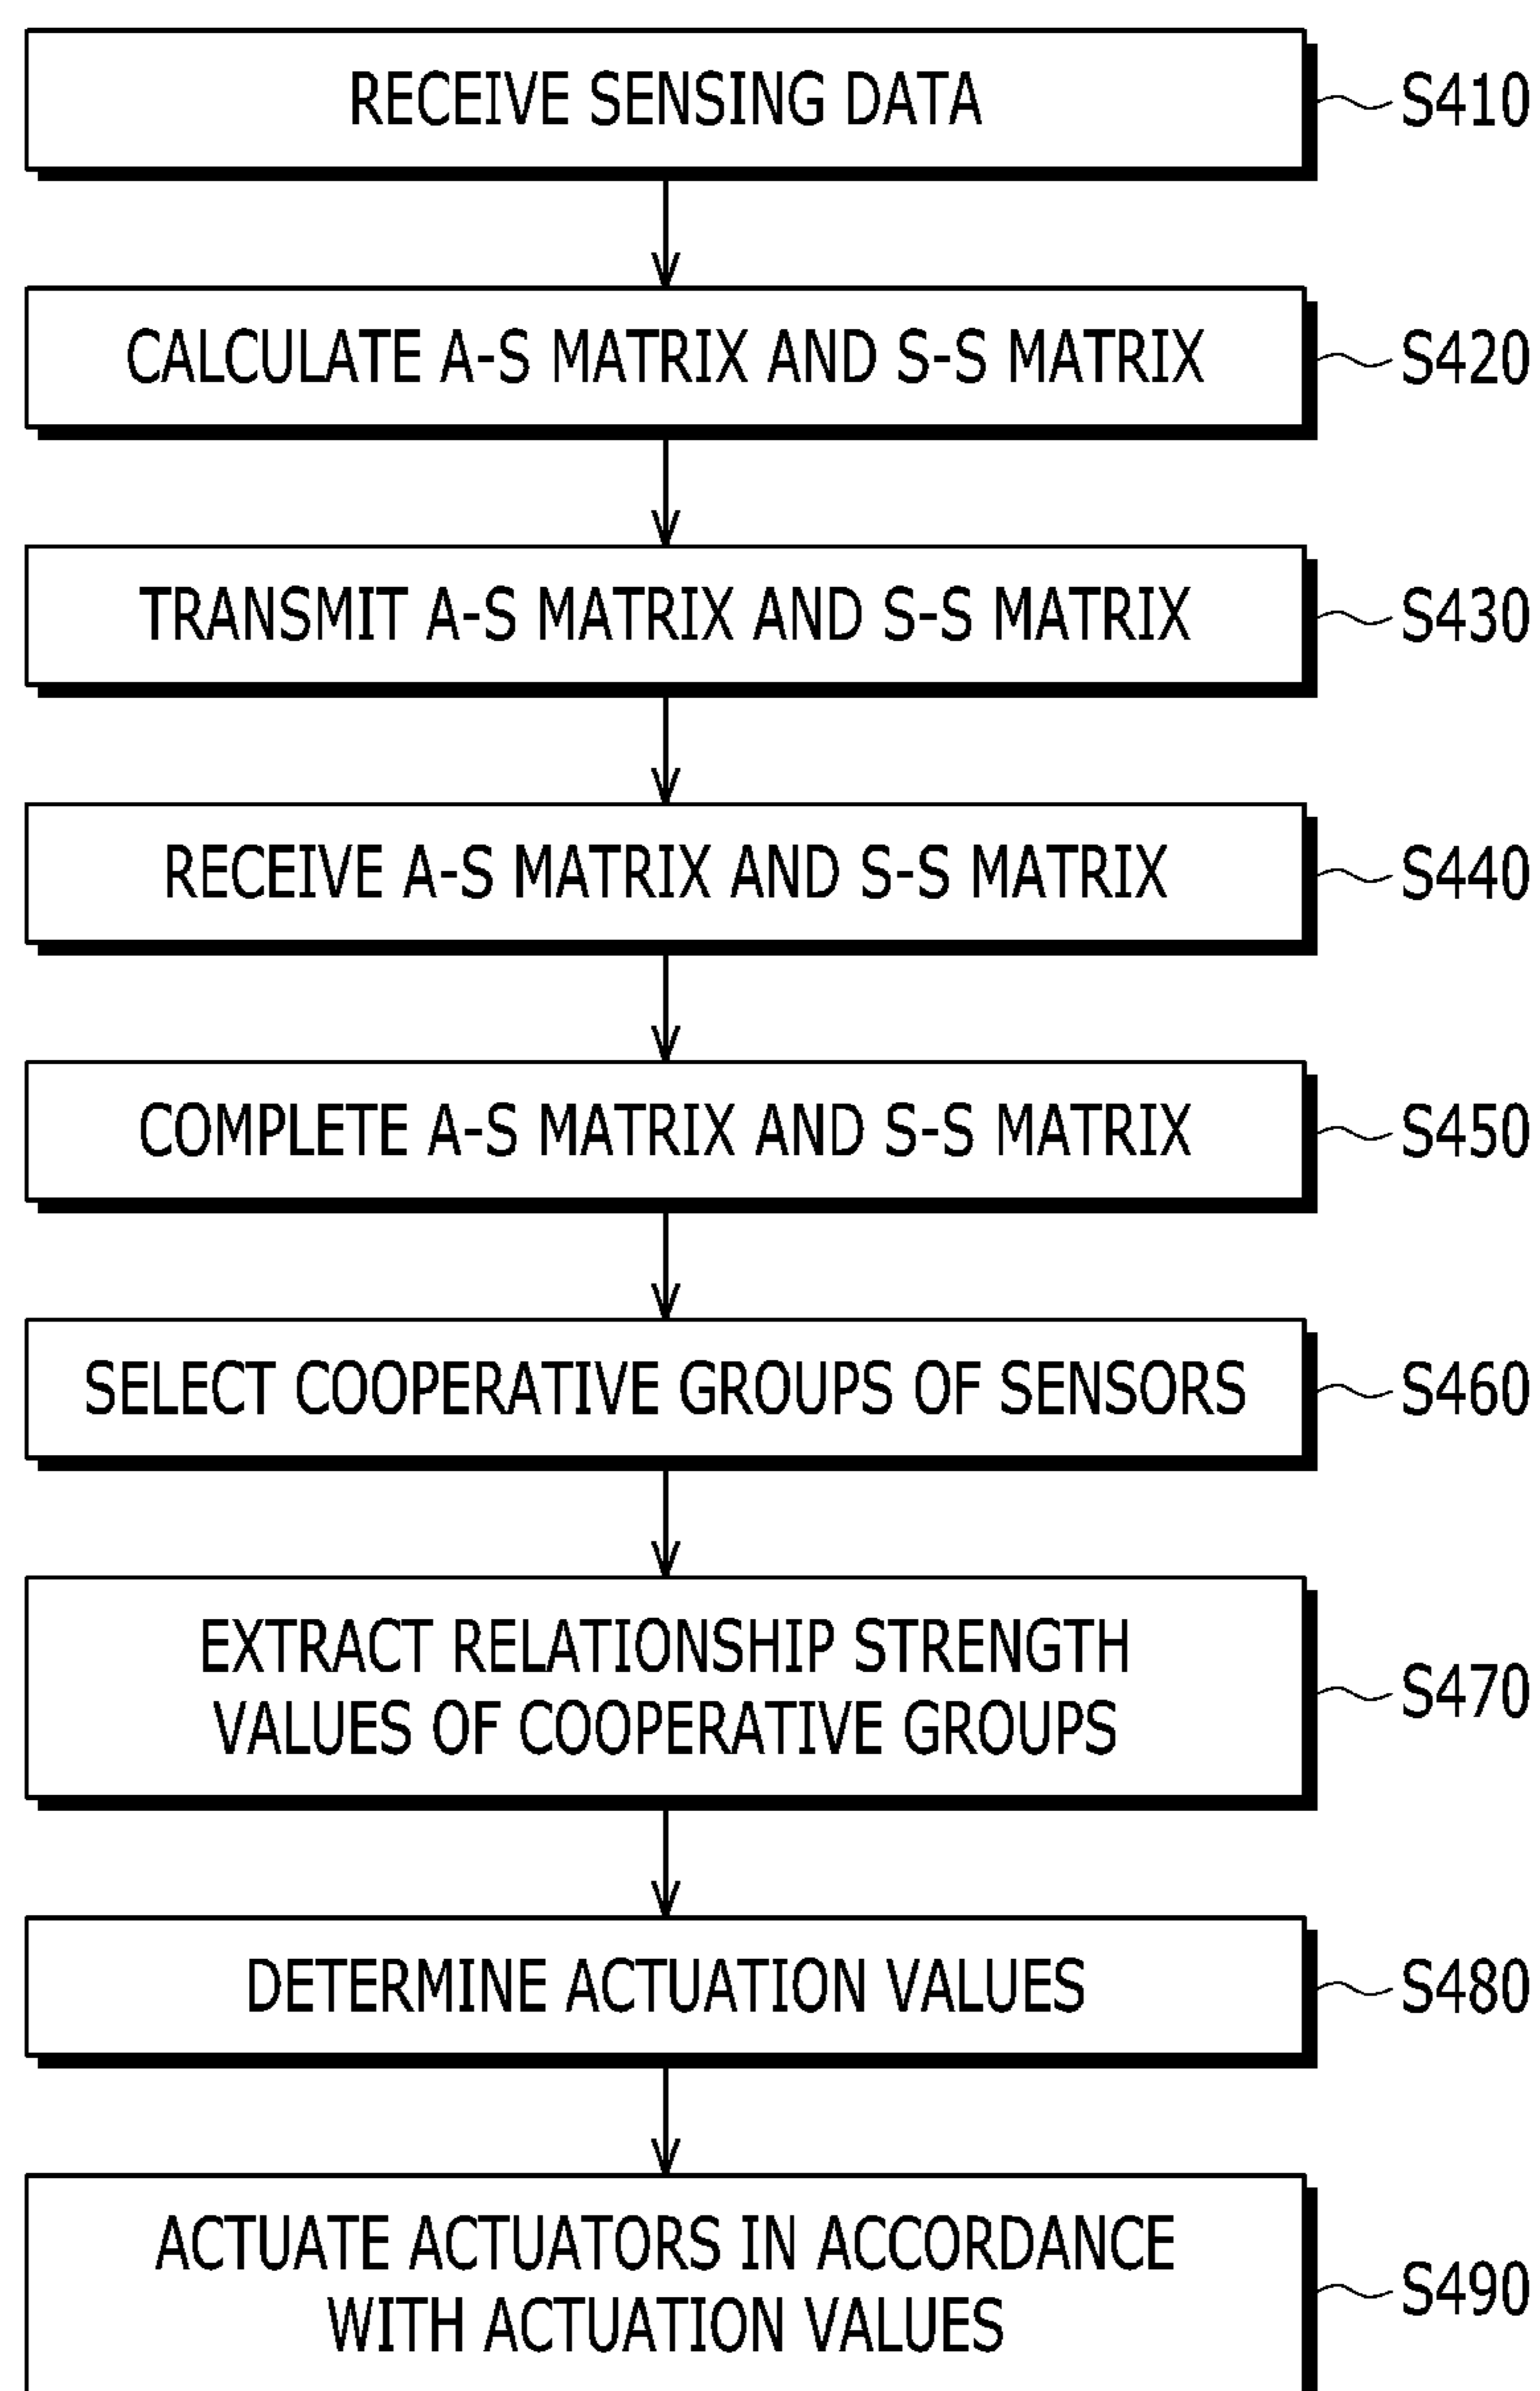 RECEIVE SENSING DATA
S410
CALCULATE A-S MATRIX AND S-S MATRIX
S420
TRANSMIT A-S MATRIX AND S-S MATRIX
S430
RECEIVE A-S MATRIX AND S-S MATRIX
S440
COMPLETE A-S MATRIX AND S-S MATRIX
S450
SELECT COOPERATIVE GROUPS OF SENSORS
S460
EXTRACT RELATIONSHIP STRENGTH
VALUES OF COOPERATIVE GROUPS
S470
DETERMINE ACTUATION VALUES
S480
ACTUATE ACTUATORS IN ACCORDANCE
WITH ACTUATION VALUES
S490